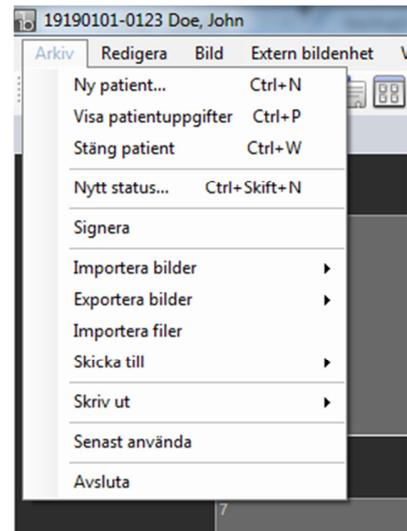 19190101-0123 Doe, John
Arkiv Redigera Bild Extern bildenhet
Ny patient... Ctrl+N
Visa patientuppgifter Ctrl+P
Stäng patient Ctrl+W
Nytt status... Ctrl+Skift+N
Signera
Importera bilder
Exportera bilder
Importera filer
Skicka till
Skriv ut
Senast använda
Avsluta
7